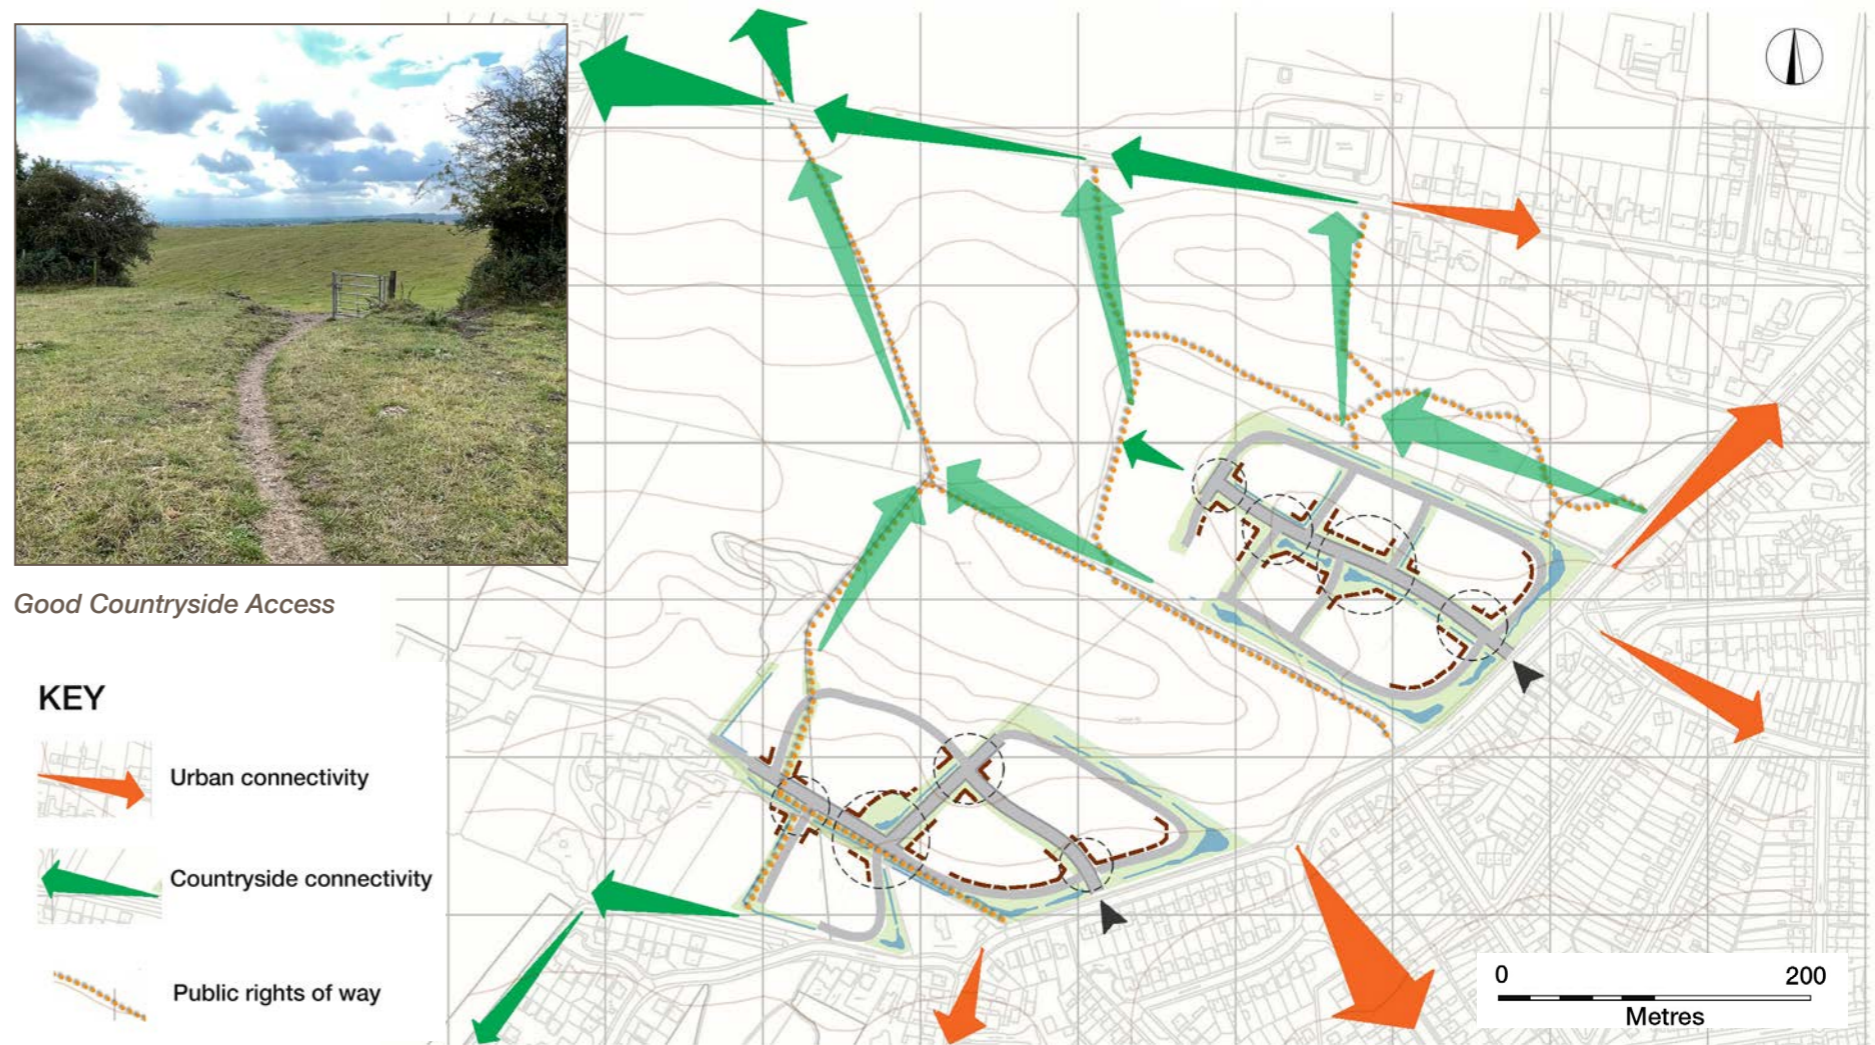 Good Countryside Access
KEY
Urban connectivity
Countryside connectivity
Public rights of way
0 200
Metres